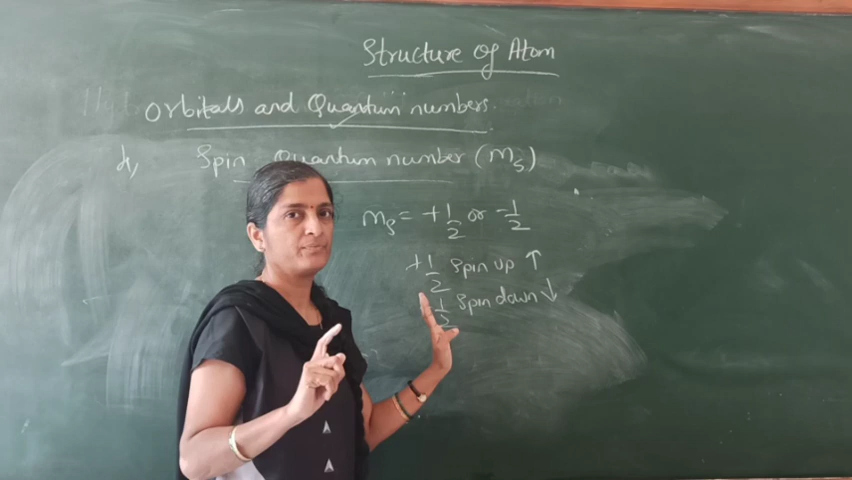 Structure of Atom
Orbitals and Quantum numbers.
4, Spin Quantum number (ms)
ms = +1/2 or -1/2
+1/2 Spin up ↑
1/2 Spin down ↓